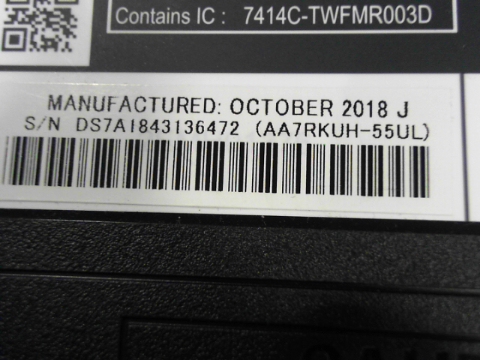 Contains IC : 7414C-TWFMR003D
MANUFACTURED: OCTOBER 2018 J
S/N DS7A1843136472 (AA7RKUH-55UL)